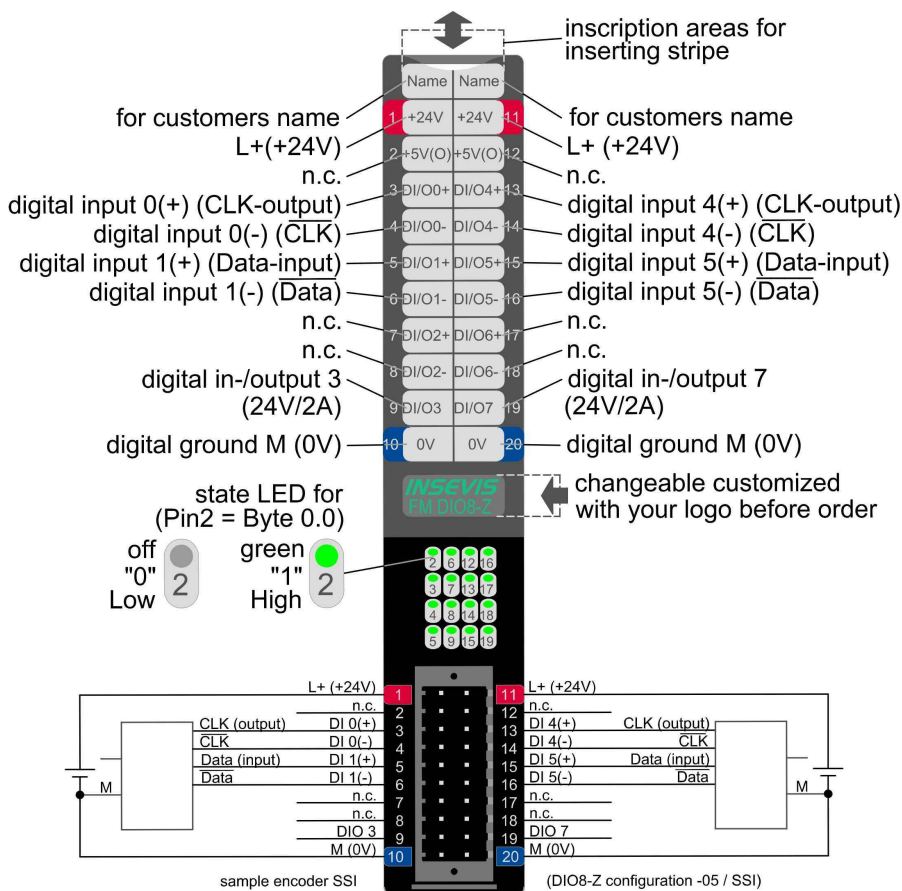 inscription areas for
inserting stripe
Name Name
for customers name
for customers name
1 +24V +24V 11
L+(+24V)
L+ (+24V)
2 +5V(O) +5V(O) 12
n.c.
n.c.
3 DI/O0+ DI/O4+ 13
digital input 0(+) (CLK-output)
digital input 4(+) (CLK-output)
4 DI/O0- DI/O4- 14
digital input 0(-) (C̅L̅K̅)
digital input 4(-) (C̅L̅K̅)
5 DI/O1+ DI/O5+ 15
digital input 1(+) (Data-input)
digital input 5(+) (Data-input)
6 DI/O1- DI/O5- 16
digital input 1(-) (D̅a̅t̅a̅)
digital input 5(-) (D̅a̅t̅a̅)
7 DI/O2+ DI/O6+ 17
n.c.
n.c.
8 DI/O2- DI/O6- 18
n.c.
n.c.
9 DI/O3 DI/O7 19
digital in-/output 3
(24V/2A)
digital in-/output 7
(24V/2A)
10 0V 0V 20
digital ground M (0V)
digital ground M (0V)
INSEVIS
FM DIO8-Z
changeable customized
with your logo before order
state LED for
(Pin2 = Byte 0.0)
off
"0"
Low
2
green
"1"
High
2
2 6 12 16
3 7 13 17
4 8 14 18
5 9 15 19
L+ (+24V) 1 11 L+ (+24V)
n.c. 2 12 n.c.
CLK (output) DI 0(+) 3 13 DI 4(+) CLK (output)
C̅L̅K̅ DI 0(-) 4 14 DI 4(-) C̅L̅K̅
Data (input) DI 1(+) 5 15 DI 5(+) Data (input)
D̅a̅t̅a̅ DI 1(-) 6 16 DI 5(-) D̅a̅t̅a̅
M
M
n.c. 7 17 n.c.
n.c. 8 18 n.c.
DIO 3 9 19 DIO 7
M (0V) 10 20 M (0V)
sample encoder SSI
(DIO8-Z configuration -05 / SSI)